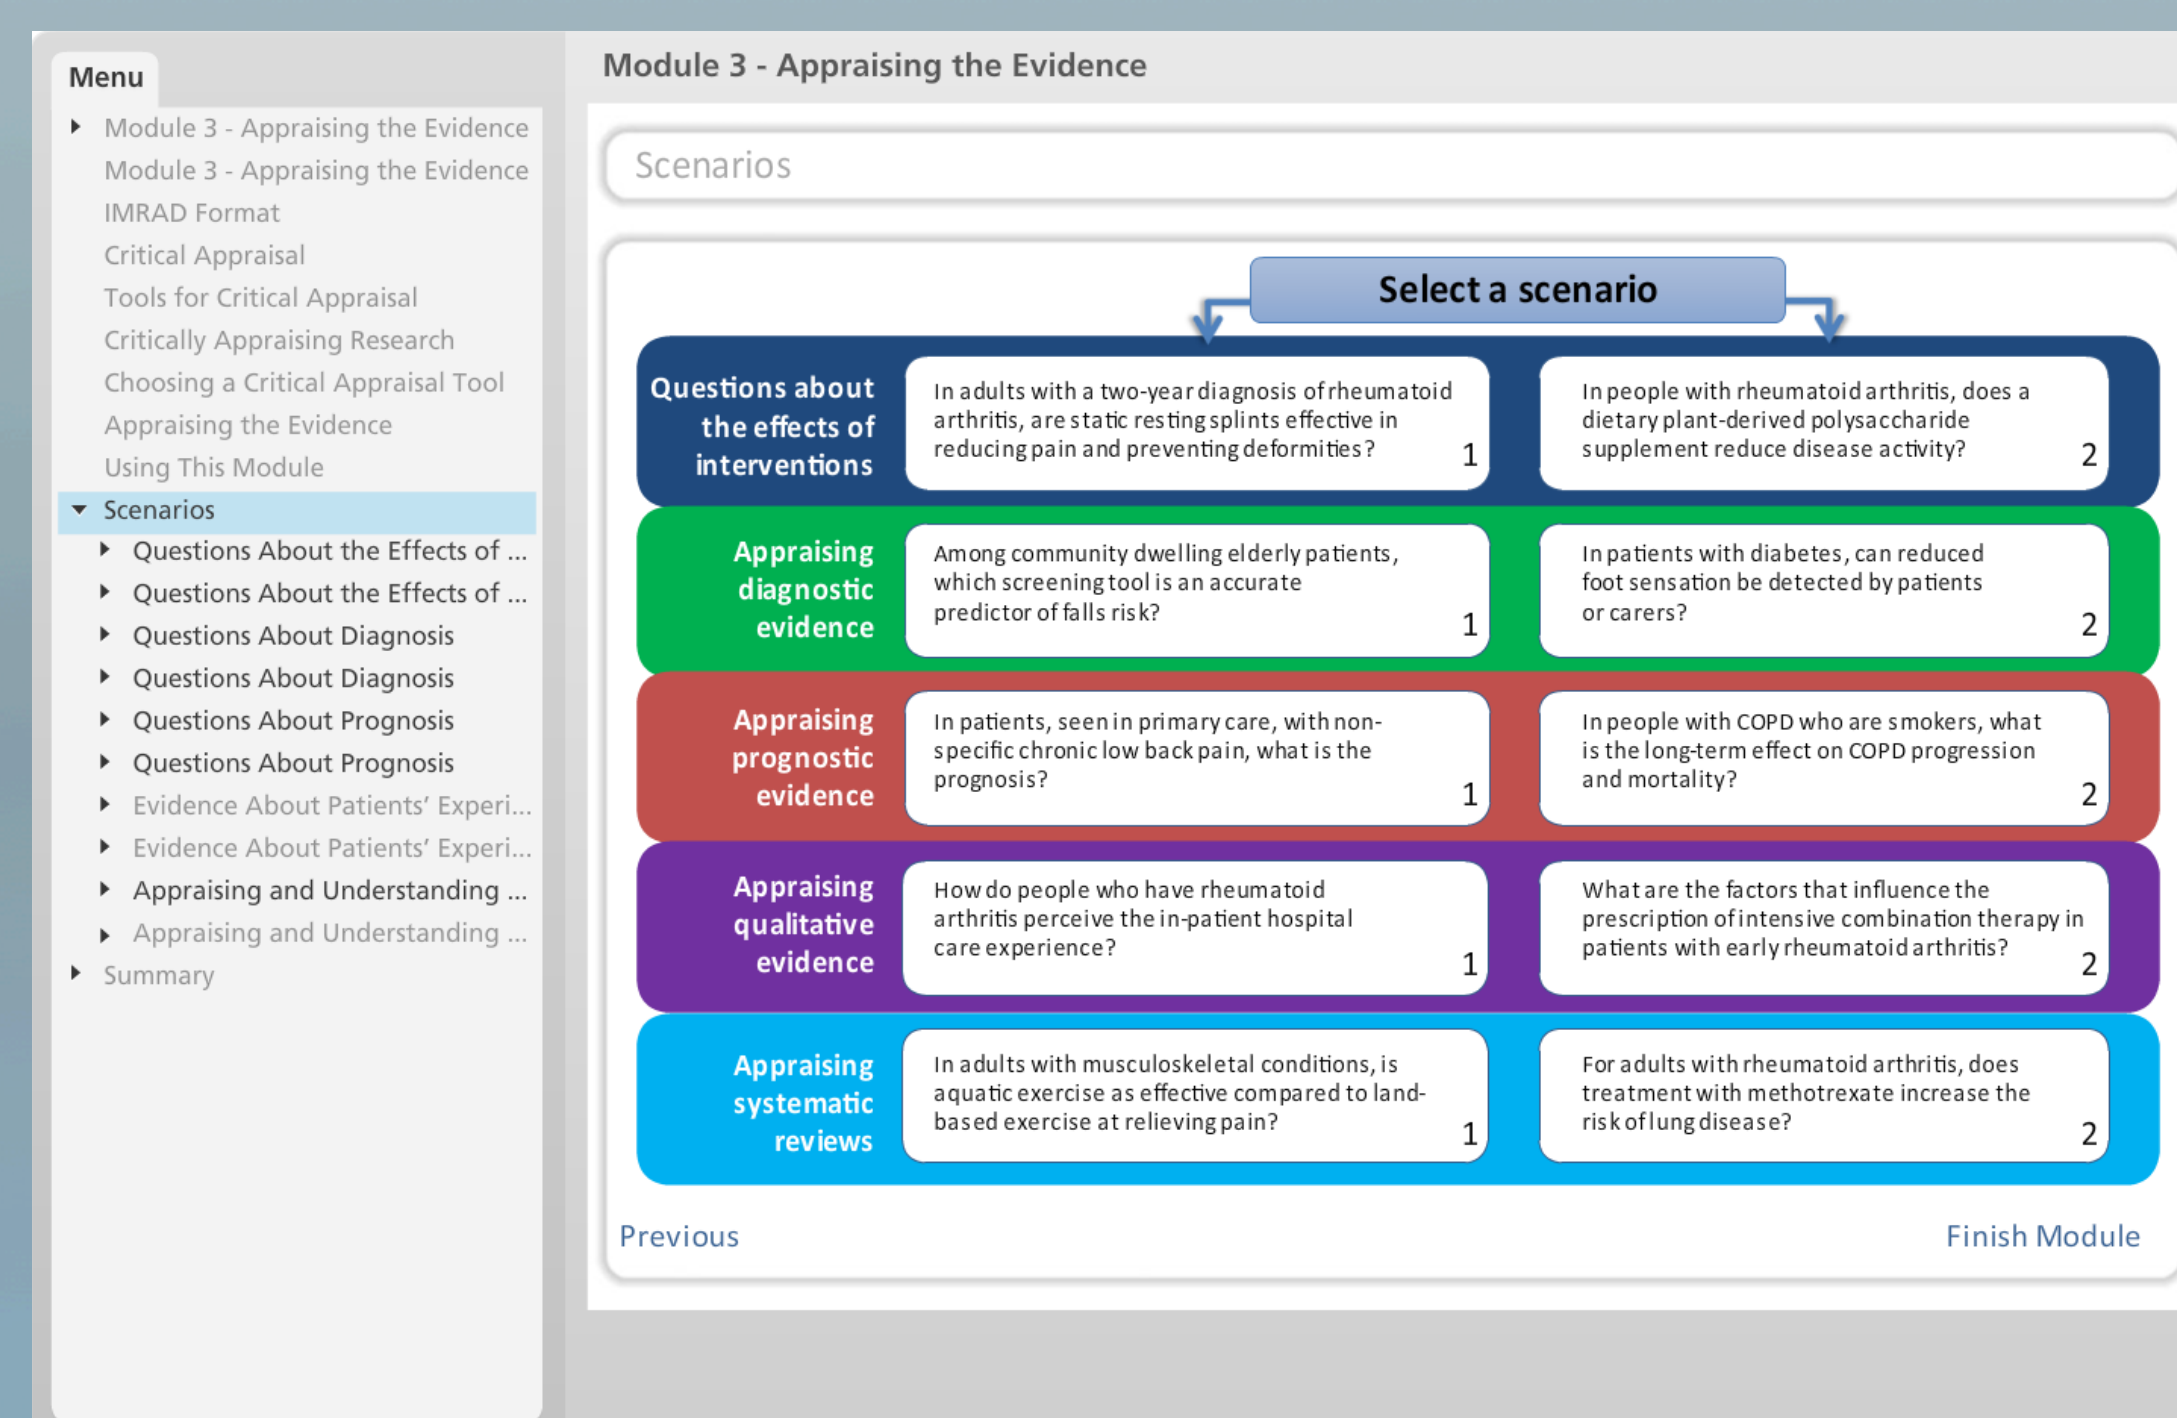 Menu
Module 3 - Appraising the Evidence
Module 3 - Appraising the Evidence
IMRAD Format
Critical Appraisal
Tools for Critical Appraisal
Critically Appraising Research
Choosing a Critical Appraisal Tool
Appraising the Evidence
Using This Module
Scenarios
Questions About the Effects of ...
Questions About the Effects of ...
Questions About Diagnosis
Questions About Diagnosis
Questions About Prognosis
Questions About Prognosis
Evidence About Patients’ Experi...
Evidence About Patients’ Experi...
Appraising and Understanding ...
Appraising and Understanding ...
Summary
Module 3 - Appraising the Evidence
Scenarios
Select a scenario
Questions about
the effects of
interventions
In adults with a two-year diagnosis of rheumatoid
arthritis, are static resting splints effective in
reducing pain and preventing deformities?
1
In people with rheumatoid arthritis, does a
dietary plant-derived polysaccharide
supplement reduce disease activity?
2
Appraising
diagnostic
evidence
Among community dwelling elderly patients,
which screening tool is an accurate
predictor of falls risk?
1
In patients with diabetes, can reduced
foot sensation be detected by patients
or carers?
2
Appraising
prognostic
evidence
In patients, seen in primary care, with non-
specific chronic low back pain, what is the
prognosis?
1
In people with COPD who are smokers, what
is the long-term effect on COPD progression
and mortality?
2
Appraising
qualitative
evidence
How do people who have rheumatoid
arthritis perceive the in-patient hospital
care experience?
1
What are the factors that influence the
prescription of intensive combination therapy in
patients with early rheumatoid arthritis?
2
Appraising
systematic
reviews
In adults with musculoskeletal conditions, is
aquatic exercise as effective compared to land-
based exercise at relieving pain?
1
For adults with rheumatoid arthritis, does
treatment with methotrexate increase the
risk of lung disease?
2
Previous
Finish Module